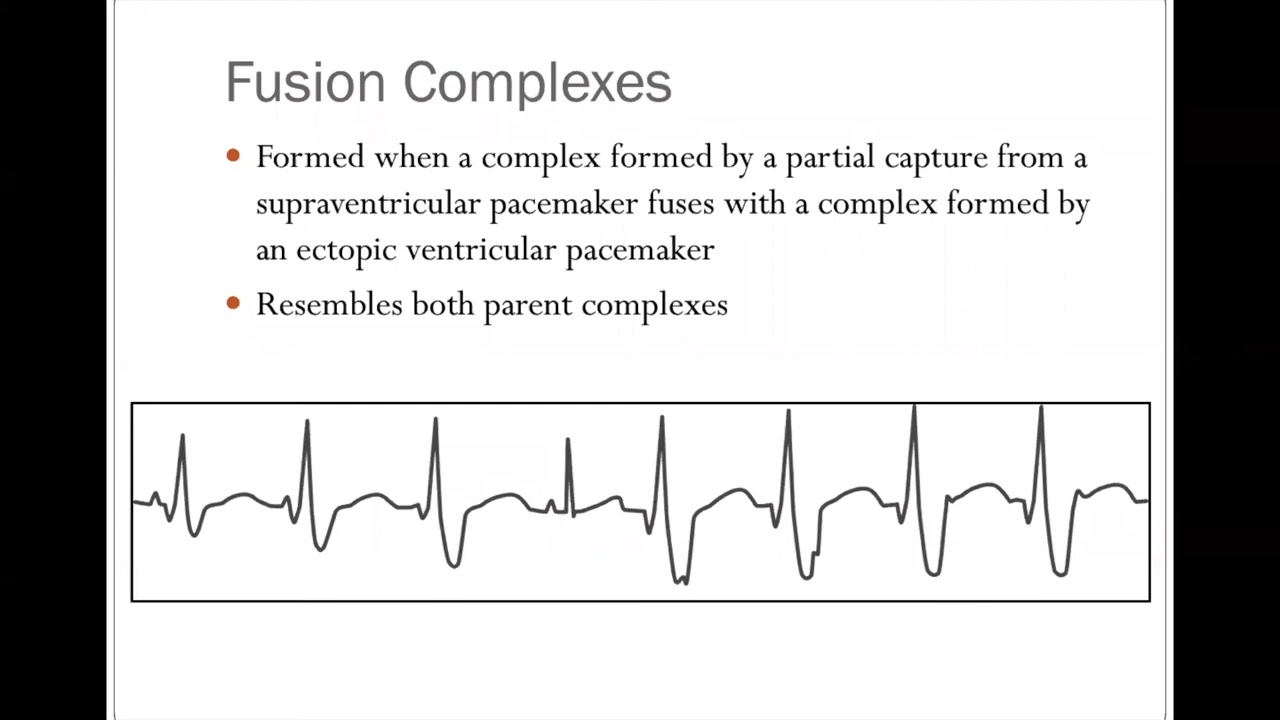 Fusion Complexes
• Formed when a complex formed by a partial capture from a
supraventricular pacemaker fuses with a complex formed by
an ectopic ventricular pacemaker
• Resembles both parent complexes